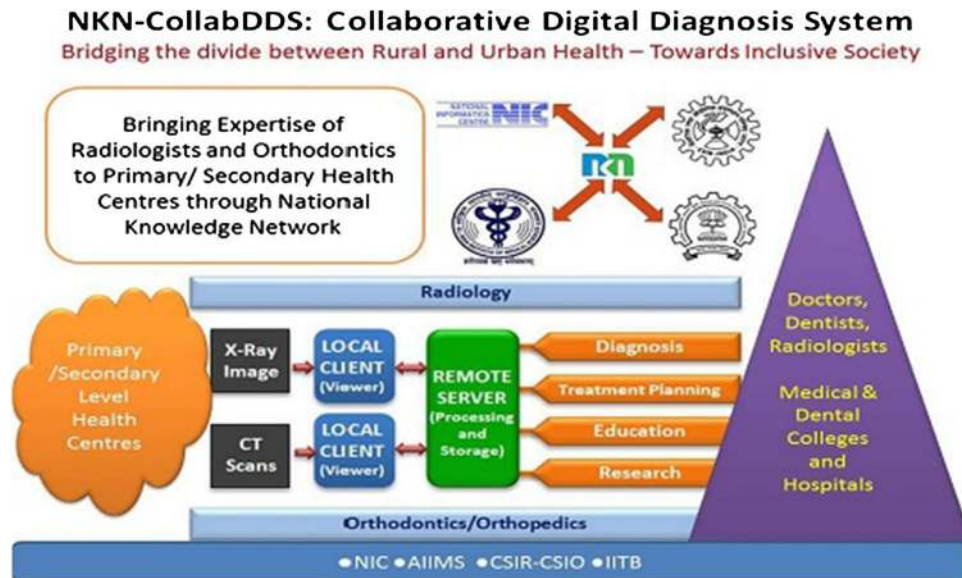 NKN-CollabDDS: Collaborative Digital Diagnosis System
Bridging the divide between Rural and Urban Health – Towards Inclusive Society
Bringing Expertise of
Radiologists and Orthodontics
to Primary/ Secondary Health
Centres through National
Knowledge Network
NATIONAL
INFORMATICS
CENTRE
NIC
Radiology
Primary
/Secondary
Level
Health
Centres
X-Ray
Image
LOCAL
CLIENT
(Viewer)
CT
Scans
LOCAL
CLIENT
(Viewer)
REMOTE
SERVER
(Processing
and
Storage)
Diagnosis
Treatment Planning
Education
Research
Doctors,
Dentists,
Radiologists
Medical &
Dental
Colleges
and
Hospitals
Orthodontics/Orthopedics
●NIC ●AIIMS ●CSIR-CSIO ●IITB